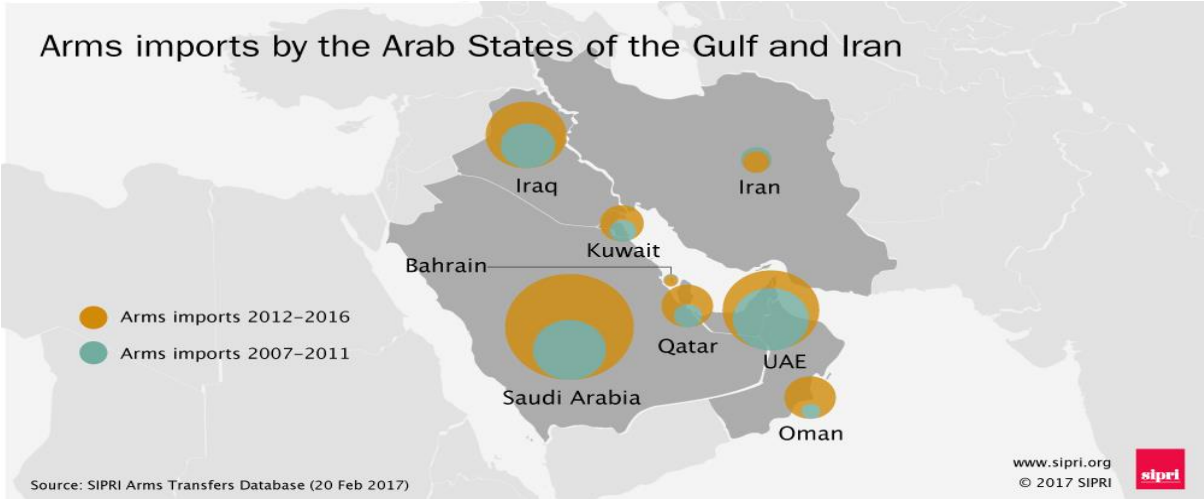 Arms imports by the Arab States of the Gulf and Iran
Iraq
Iran
Kuwait
Bahrain
Arms imports 2012–2016
Qatar
Arms imports 2007–2011
UAE
Saudi Arabia
Oman
www.sipri.org
sipri
Source: SIPRI Arms Transfers Database (20 Feb 2017)
© 2017 SIPRI